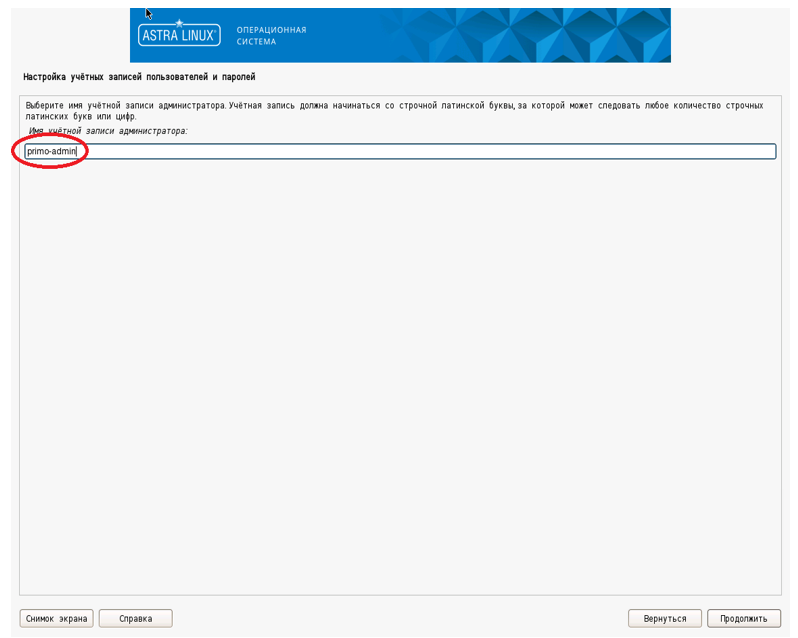 ASTRA LINUX®
ОПЕРАЦИОННАЯ
СИСТЕМА
Настройка учётных записей пользователей и паролей
Выберите имя учётной записи администратора. Учётная запись должна начинаться со строчной латинской буквы, за которой может следовать любое количество строчных
латинских букв или цифр.
Имя учётной записи администратора:
primo-admin
Снимок экрана
Справка
Вернуться
Продолжить